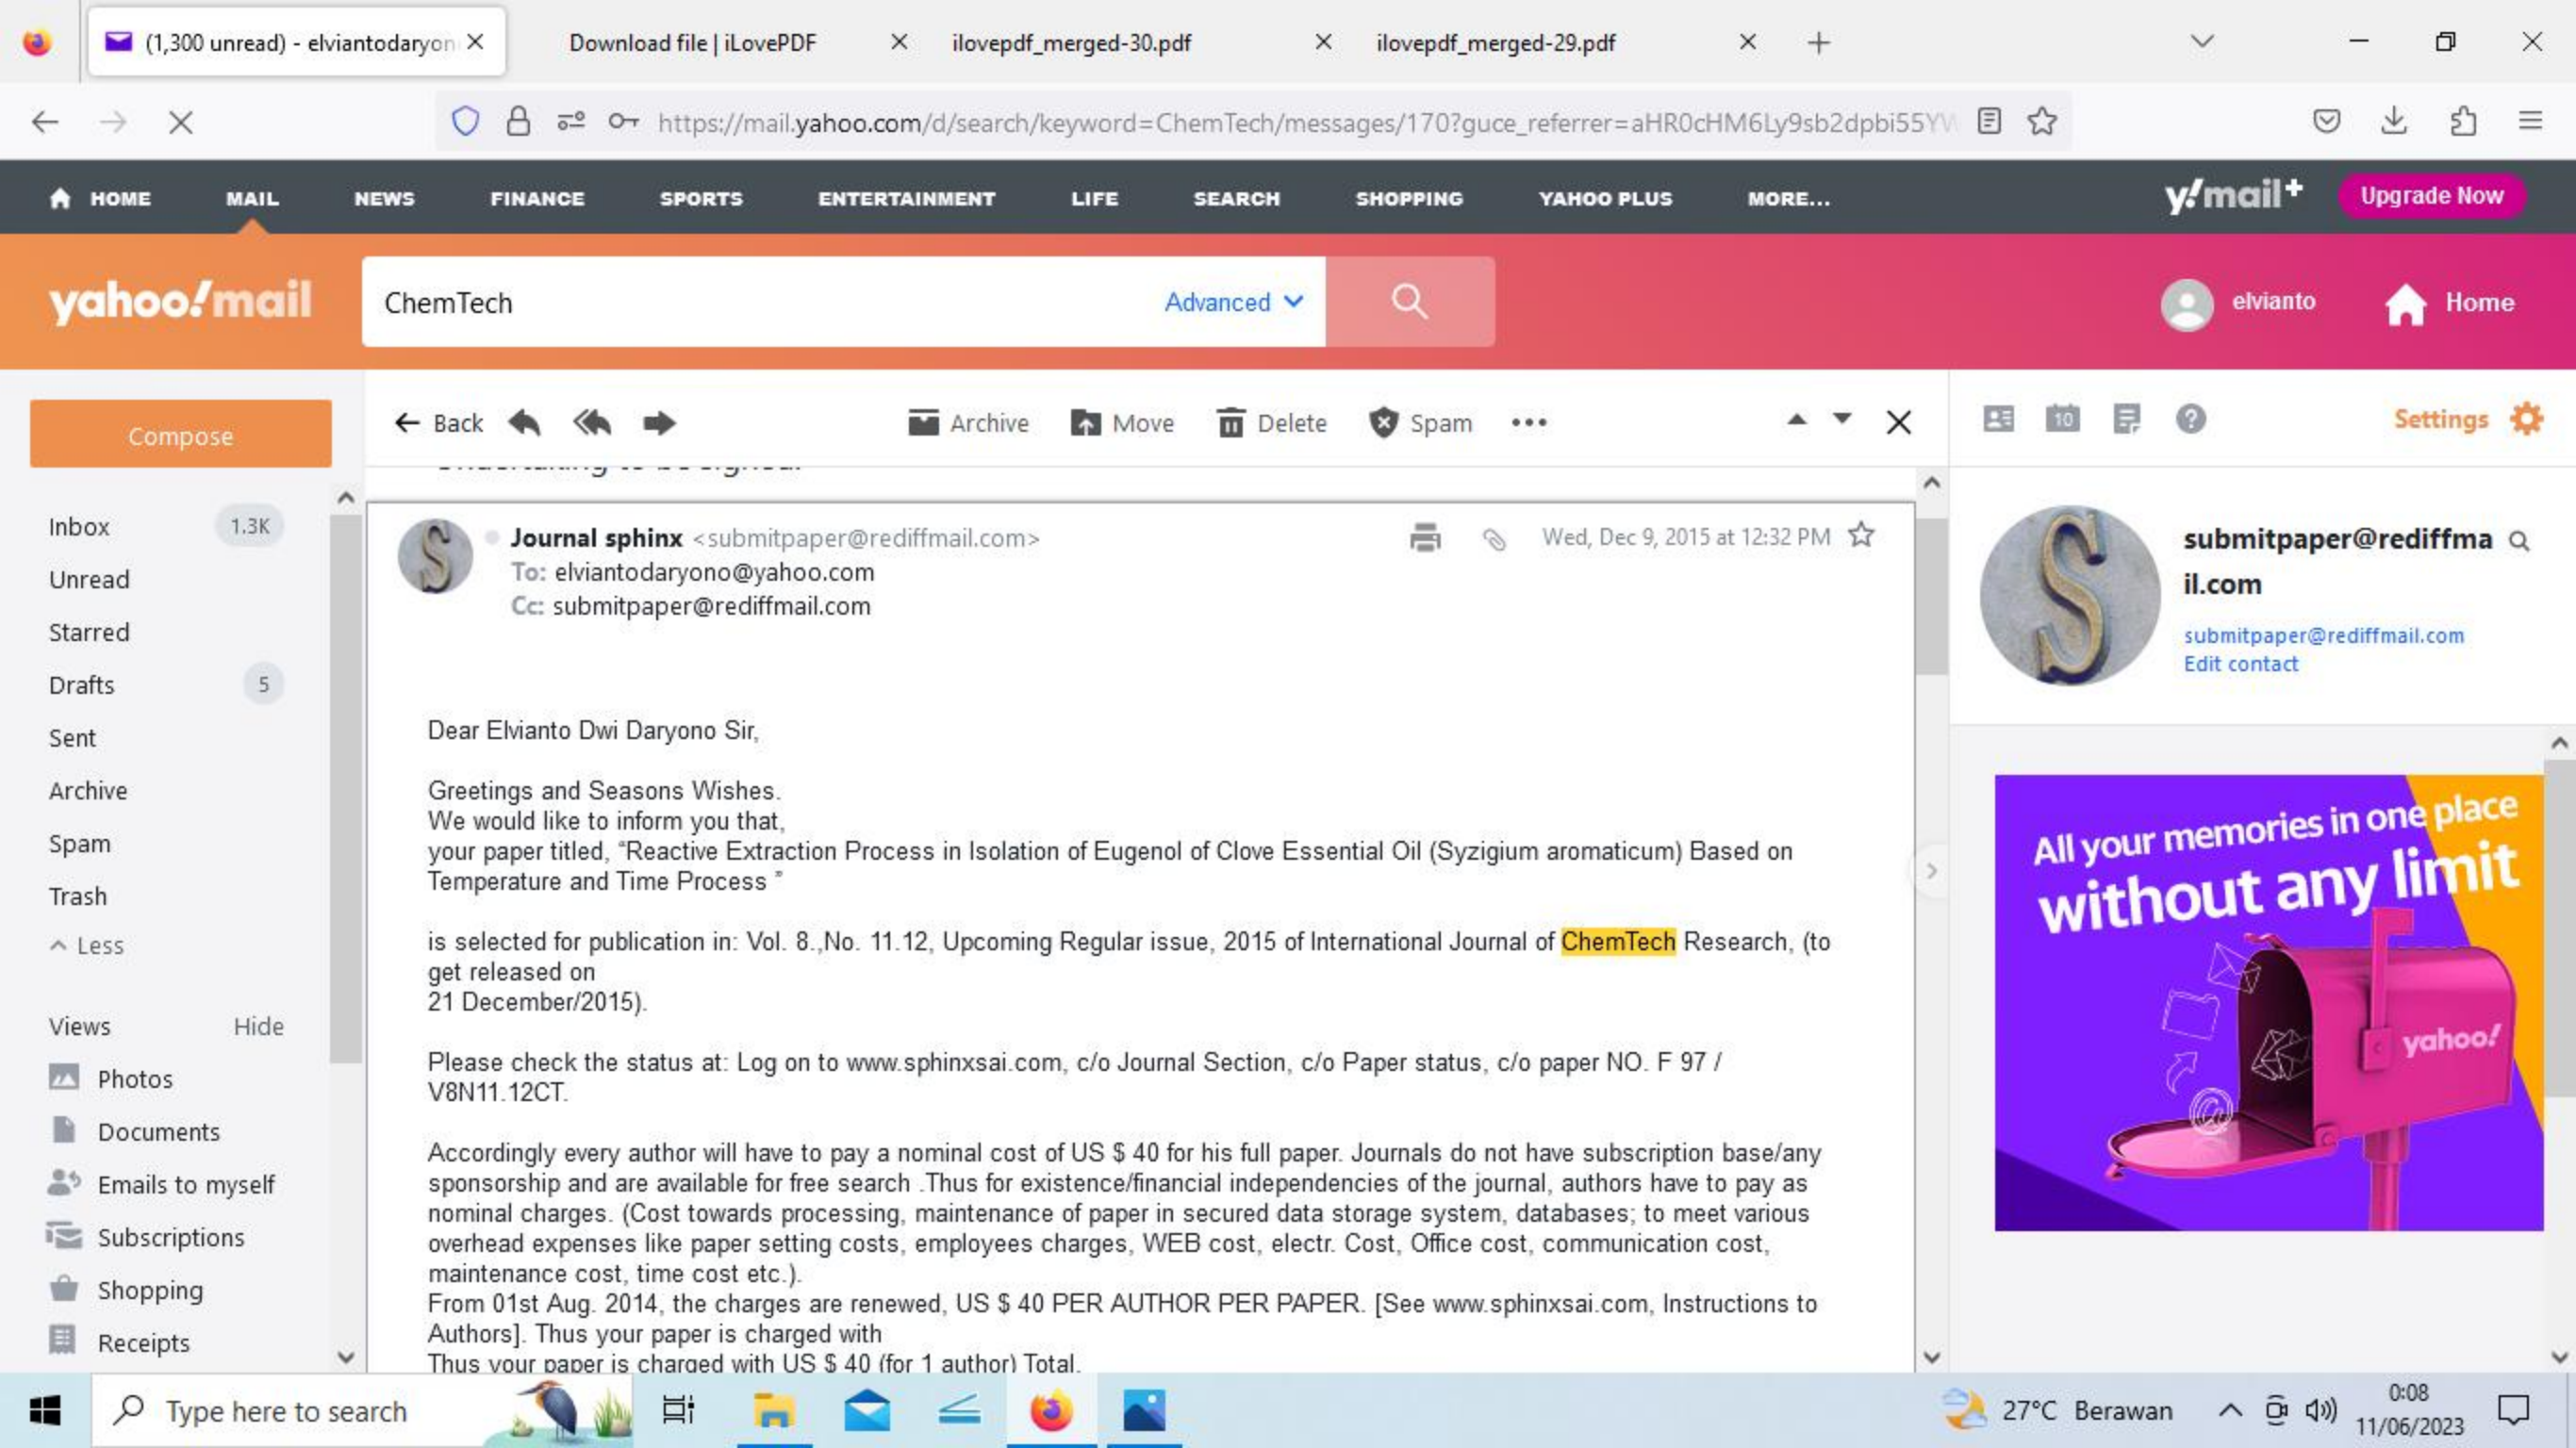 (1,300 unread) - elviantodaryon
Download file | iLovePDF
ilovepdf_merged-30.pdf
ilovepdf_merged-29.pdf
https://mail.yahoo.com/d/search/keyword=ChemTech/messages/170?guce_referrer=aHR0cHM6Ly9sb2dpbi55YW
HOME MAIL NEWS FINANCE SPORTS ENTERTAINMENT LIFE SEARCH SHOPPING YAHOO PLUS MORE...
y!mail+ Upgrade Now
yahoo!mail
ChemTech Advanced
elvianto Home
Compose
Back Archive Move Delete Spam
10
Settings
Inbox 1.3K
Unread
Starred
Drafts 5
Sent
Archive
Spam
Trash
Less
Views Hide
Photos
Documents
Emails to myself
Subscriptions
Shopping
Receipts
Journal sphinx <submitpaper@rediffmail.com>
Wed, Dec 9, 2015 at 12:32 PM
To: elviantodaryono@yahoo.com
Cc: submitpaper@rediffmail.com
Dear Elvianto Dwi Daryono Sir,
Greetings and Seasons Wishes.
We would like to inform you that,
your paper titled, “Reactive Extraction Process in Isolation of Eugenol of Clove Essential Oil (Syzigium aromaticum) Based on
Temperature and Time Process ”
is selected for publication in: Vol. 8.,No. 11.12, Upcoming Regular issue, 2015 of International Journal of ChemTech Research, (to
get released on
21 December/2015).
Please check the status at: Log on to www.sphinxsai.com, c/o Journal Section, c/o Paper status, c/o paper NO. F 97 /
V8N11.12CT.
Accordingly every author will have to pay a nominal cost of US $ 40 for his full paper. Journals do not have subscription base/any
sponsorship and are available for free search .Thus for existence/financial independencies of the journal, authors have to pay as
nominal charges. (Cost towards processing, maintenance of paper in secured data storage system, databases; to meet various
overhead expenses like paper setting costs, employees charges, WEB cost, electr. Cost, Office cost, communication cost,
maintenance cost, time cost etc.).
From 01st Aug. 2014, the charges are renewed, US $ 40 PER AUTHOR PER PAPER. [See www.sphinxsai.com, Instructions to
Authors]. Thus your paper is charged with
Thus your paper is charged with US $ 40 (for 1 author) Total.
submitpaper@rediffma
il.com
submitpaper@rediffmail.com
Edit contact
All your memories in one place
without any limit
yahoo!
Type here to search
27°C Berawan
0:08
11/06/2023